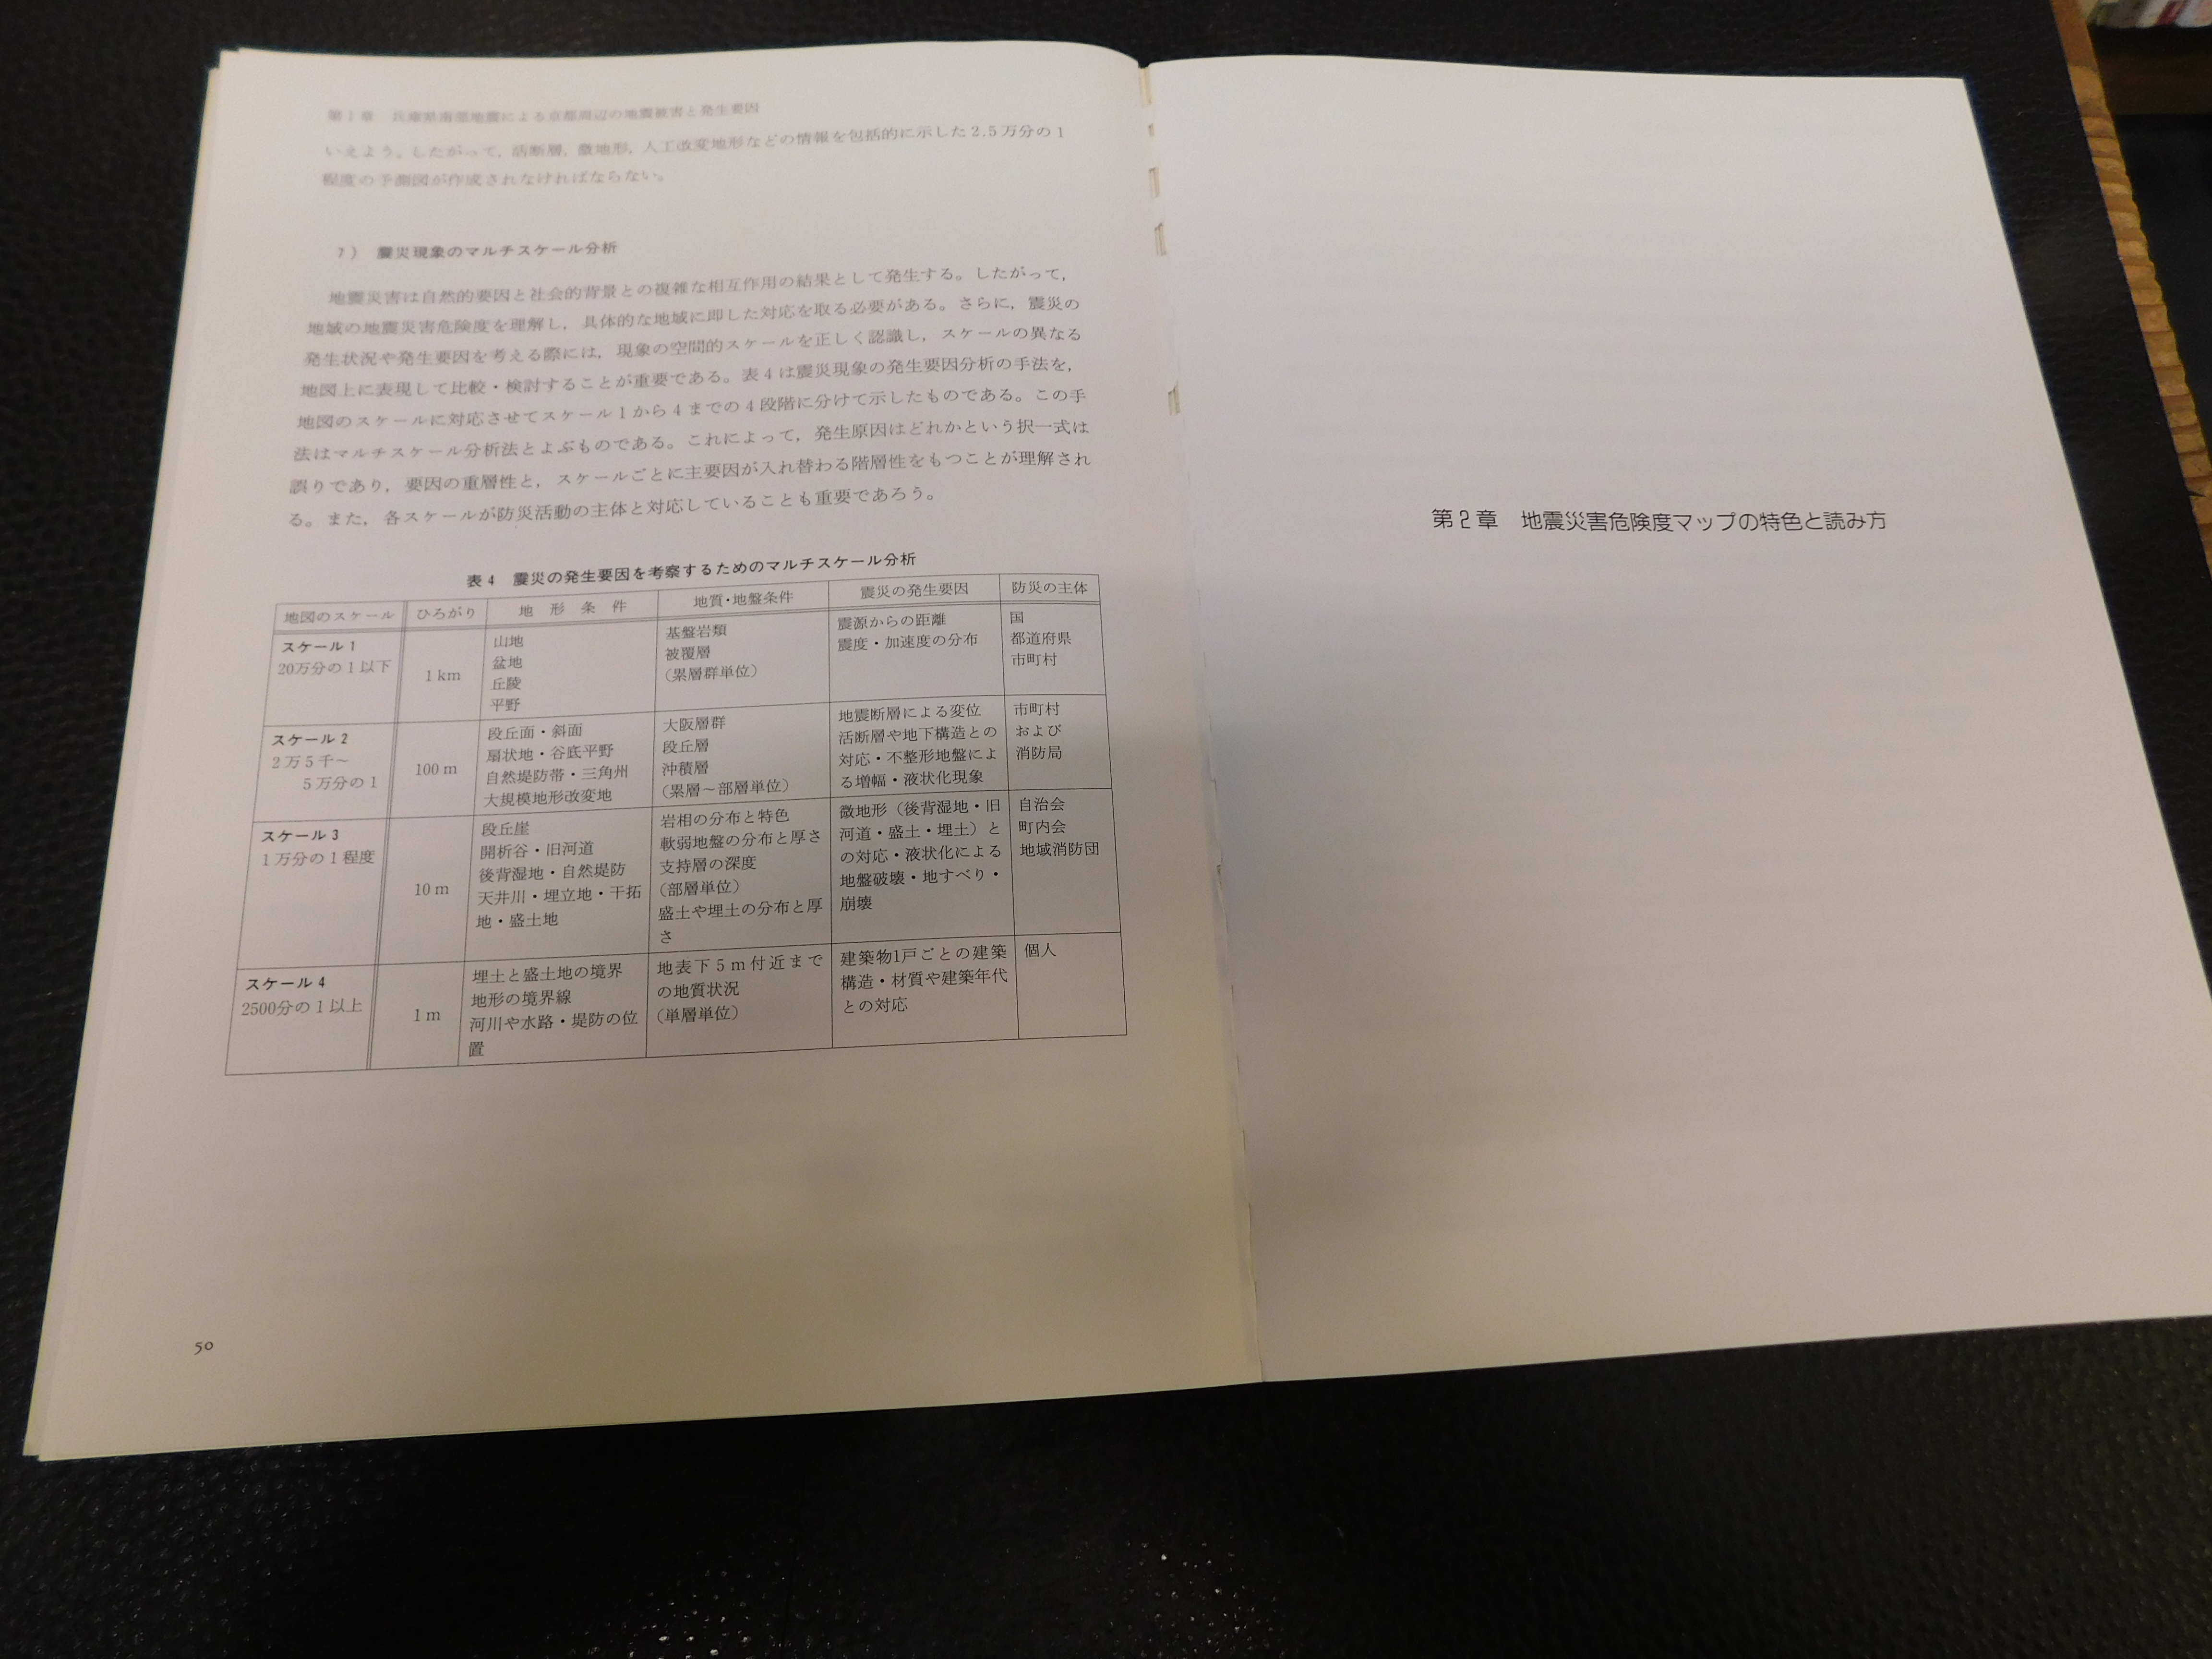 第1章　兵庫県南部地震による京都周辺の地震被害と発生要因
いえよう。したがって，活断層，微地形，人工改変地形などの情報を包括的に示した2.5万分の1
程度の予測図が作成されなければならない。
7）　震災現象のマルチスケール分析
地震災害は自然的要因と社会的背景との複雑な相互作用の結果として発生する。したがって，
地域の地震災害危険度を理解し，具体的な地域に即した対応を取る必要がある。さらに，震災の
発生状況や発生要因を考える際には，現象の空間的スケールを正しく認識し，スケールの異なる
地図上に表現して比較・検討することが重要である。表4は震災現象の発生要因分析の手法を，
地図のスケールに対応させてスケール1から4までの4段階に分けて示したものである。この手
法はマルチスケール分析法とよぶものである。これによって，発生原因はどれかという択一式は
誤りであり，要因の重層性と，スケールごとに主要因が入れ替わる階層性をもつことが理解され
る。また，各スケールが防災活動の主体と対応していることも重要であろう。
表4　震災の発生要因を考察するためのマルチスケール分析
地図のスケール　ひろがり　地　形　条　件　地質・地盤条件　震災の発生要因　防災の主体
スケール1
20万分の1以下
1 km
山地
盆地
丘陵
平野
基盤岩類
被覆層
（累層群単位）
震源からの距離
震度・加速度の分布
国
都道府県
市町村
スケール2
2万5千～
5万分の1
100 m
段丘面・斜面
扇状地・谷底平野
自然堤防帯・三角州
大規模地形改変地
大阪層群
段丘層
沖積層
（累層～部層単位）
地震断層による変位
活断層や地下構造との
対応・不整形地盤によ
る増幅・液状化現象
市町村
および
消防局
スケール3
1万分の1程度
10 m
段丘崖
開析谷・旧河道
後背湿地・自然堤防
天井川・埋立地・干拓
地・盛土地
岩相の分布と特色
軟弱地盤の分布と厚さ
支持層の深度
（部層単位）
盛土や埋土の分布と厚
さ
微地形（後背湿地・旧
河道・盛土・埋土）と
の対応・液状化による
地盤破壊・地すべり・
崩壊
自治会
町内会
地域消防団
スケール4
2500分の1以上
1 m
埋土と盛土地の境界
地形の境界線
河川や水路・堤防の位
置
地表下5m付近まで
の地質状況
（単層単位）
建築物1戸ごとの建築
構造・材質や建築年代
との対応
個人
50
第2章　地震災害危険度マップの特色と読み方